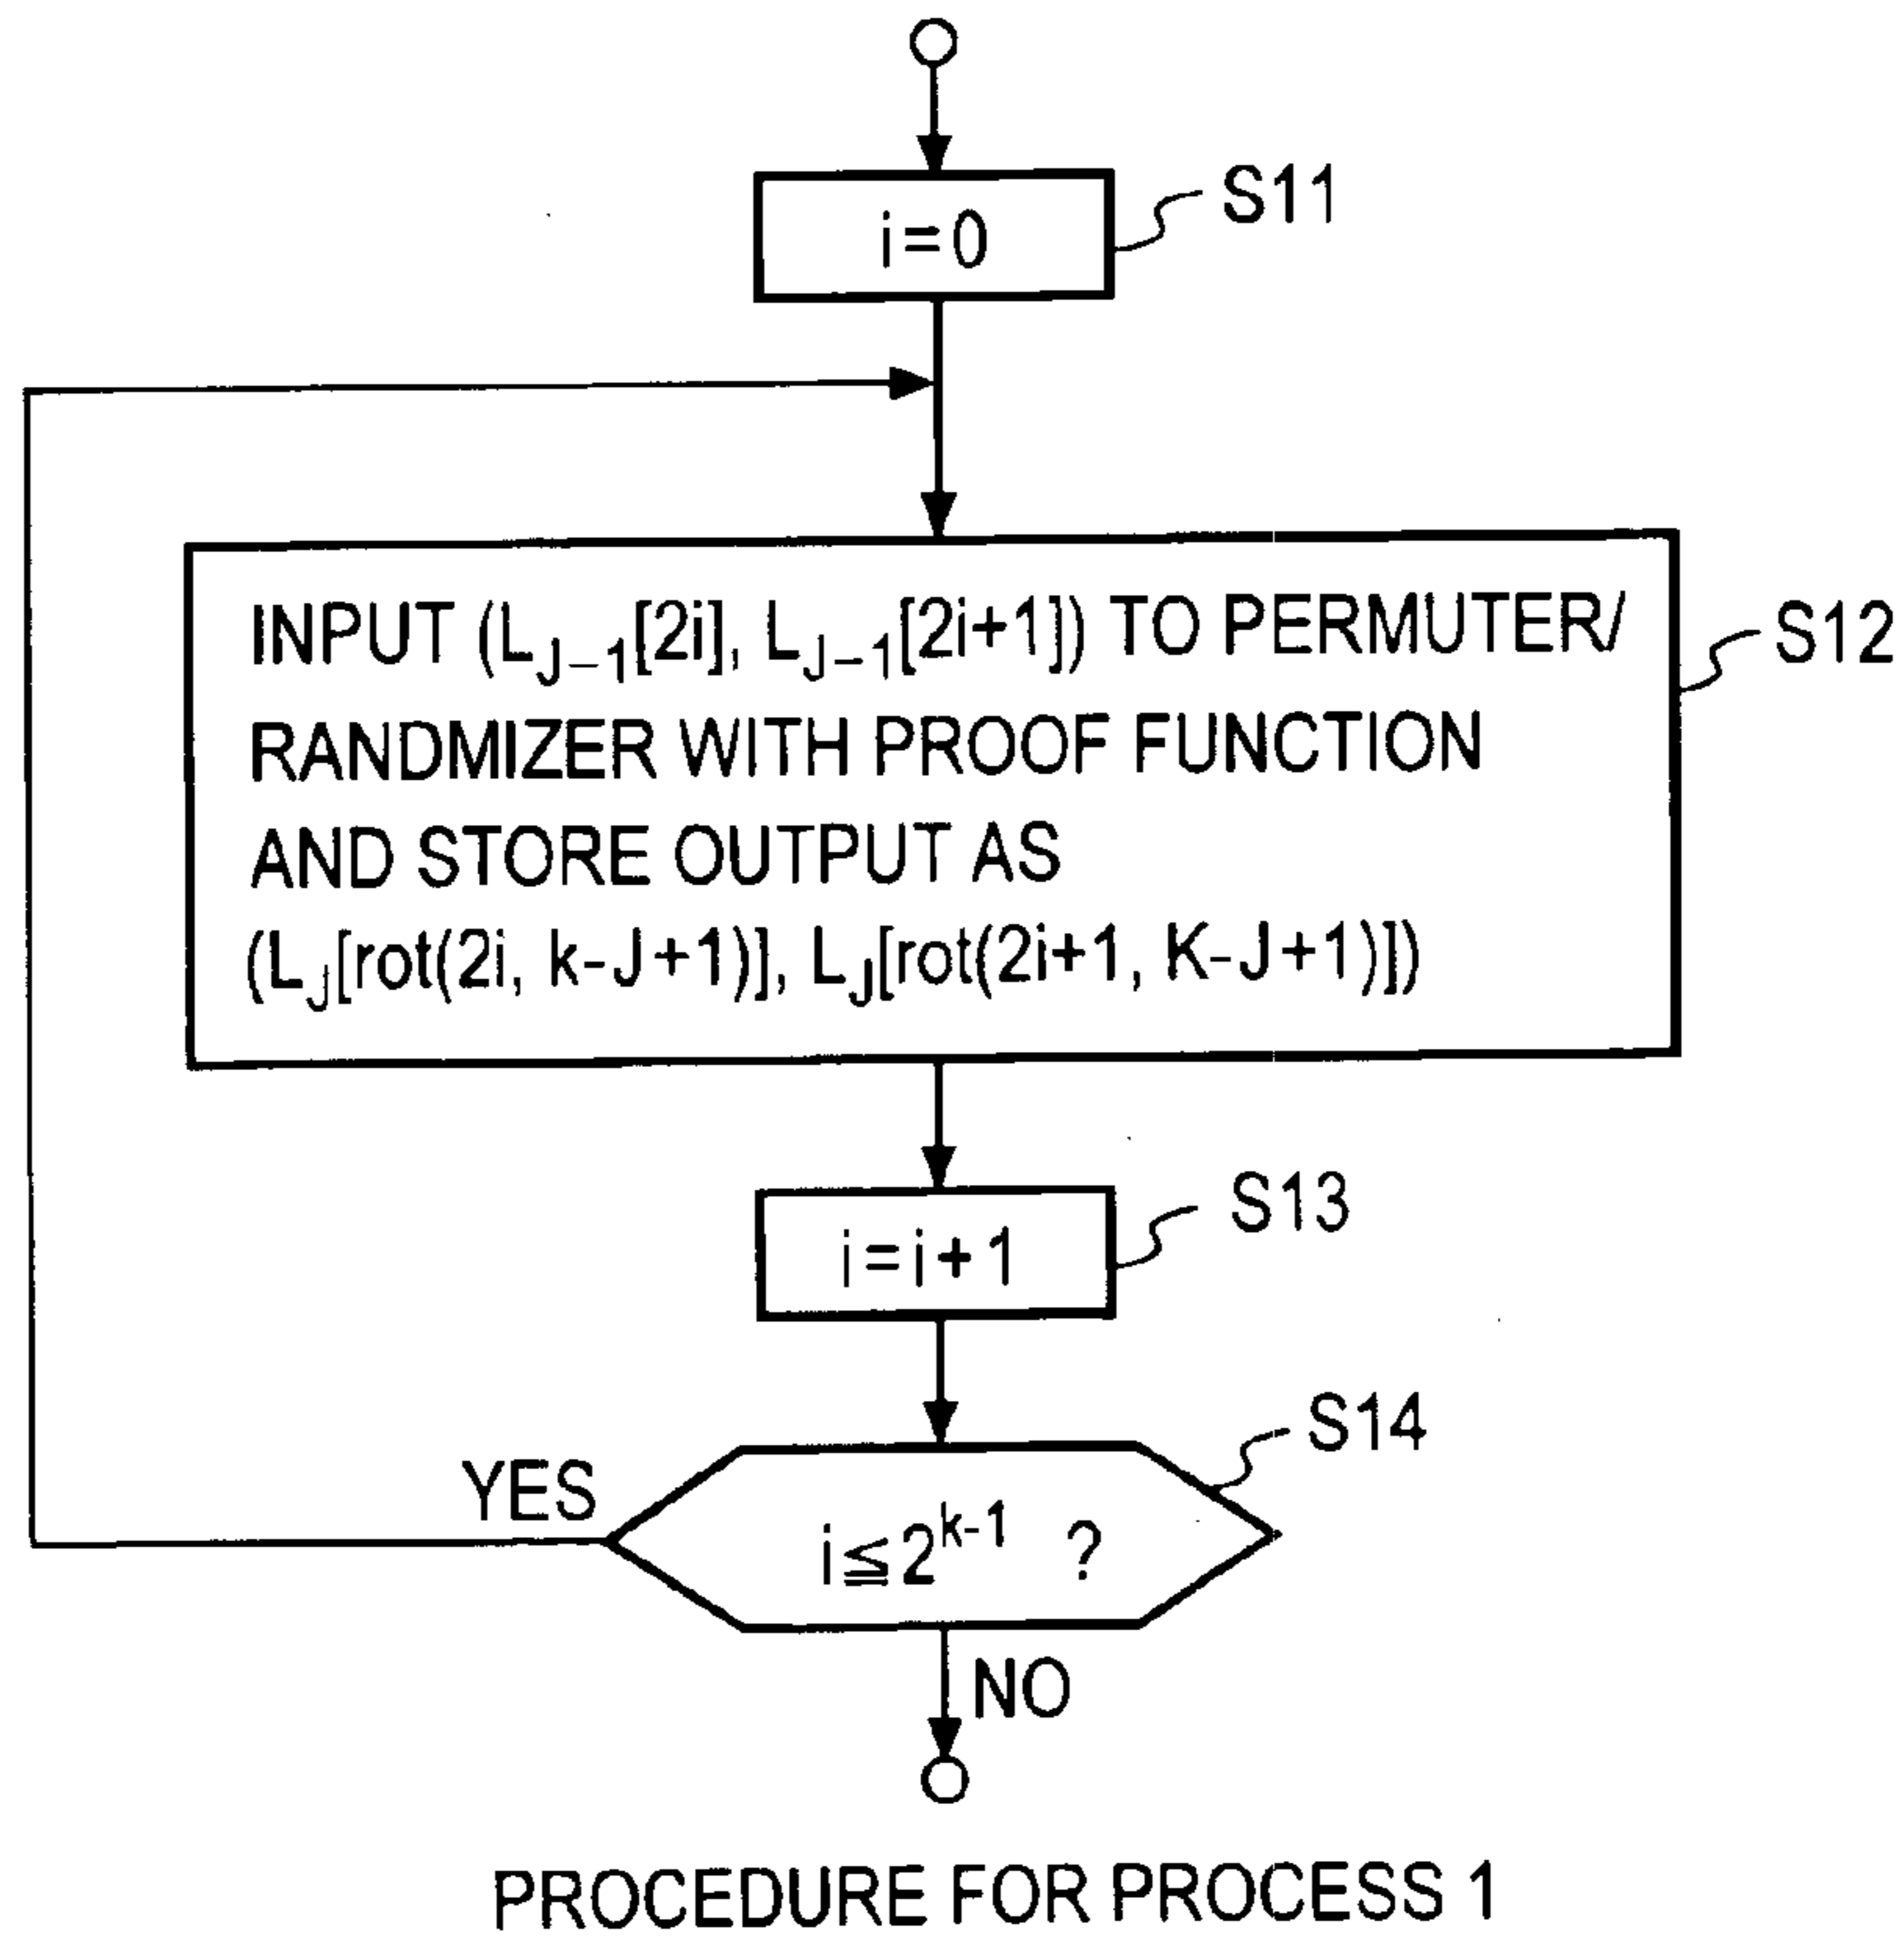 i=0
S11
INPUT (L_{J-1}[2i], L_{J-1}[2i+1]) TO PERMUTER/
S12
RANDMIZER WITH PROOF FUNCTION
AND STORE OUTPUT AS
(L_J[rot(2i, k-J+1)], L_J[rot(2i+1, K-J+1)])
i=i+1
S13
S14
YES
i≦2^{k-1} ?
NO
PROCEDURE FOR PROCESS 1